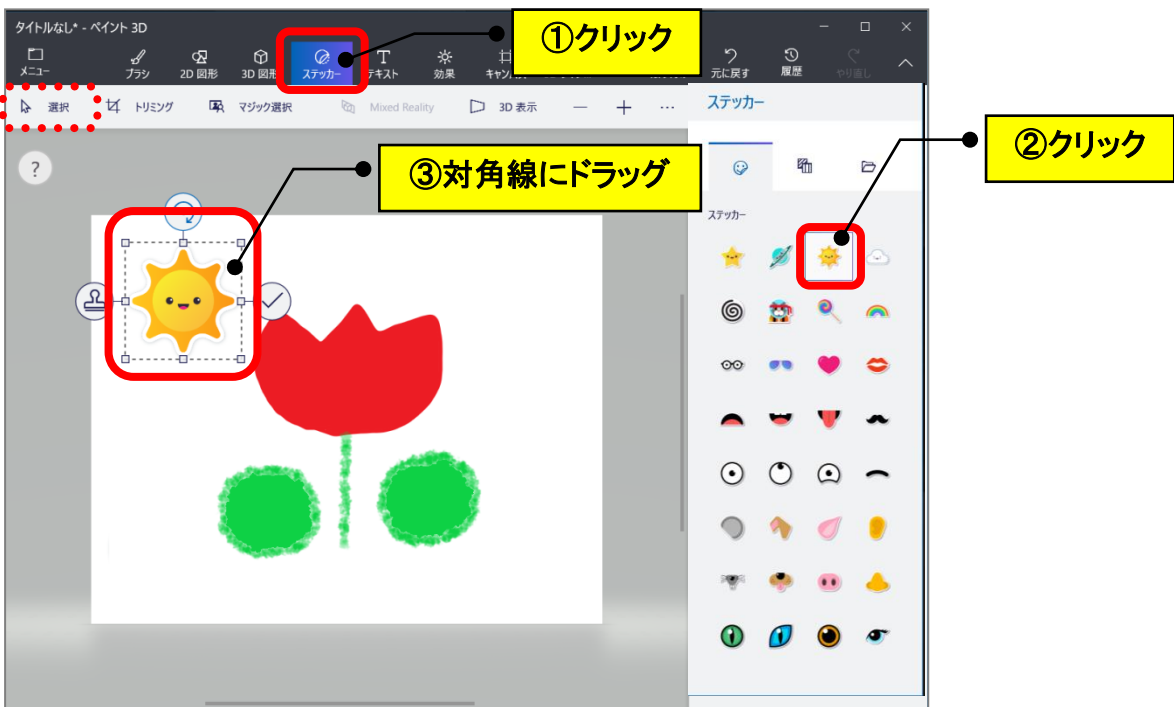 タイトルなし* - ペイント 3D
①クリック
メニュー
ブラシ
2D 図形
3D 図形
ステッカー
テキスト
効果
元に戻す
履歴
やり直し
選択
トリミング
マジック選択
Mixed Reality
3D 表示
ステッカー
②クリック
?
③対角線にドラッグ
ステッカー